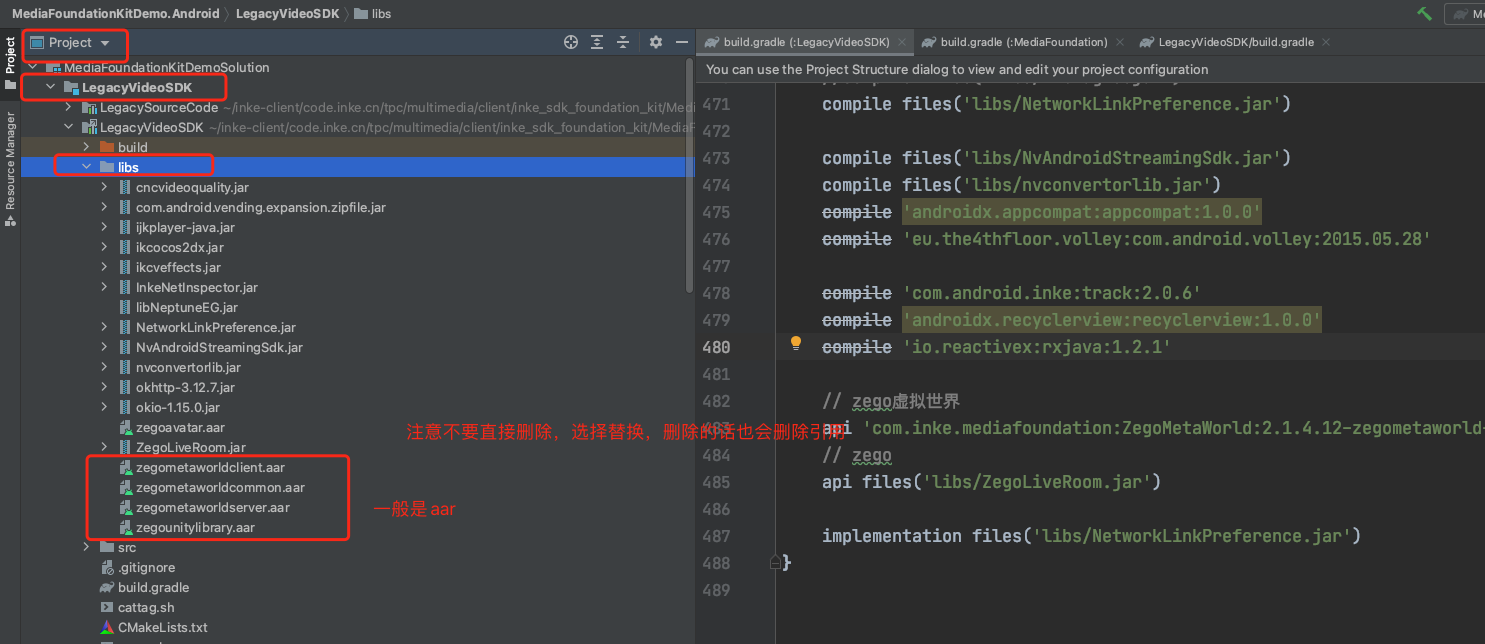 MediaFoundationKitDemo.Android
LegacyVideoSDK
libs
Me
Project
Resource Manager
Project
MediaFoundationKitDemoSolution
LegacyVideoSDK
LegacySourceCode ~/inke-client/code.inke.cn/tpc/multimedia/client/inke_sdk_foundation_kit/Medi
LegacyVideoSDK ~/inke-client/code.inke.cn/tpc/multimedia/client/inke_sdk_foundation_kit/MediaF
build
libs
cncvideoquality.jar
com.android.vending.expansion.zipfile.jar
ijkplayer-java.jar
ikcocos2dx.jar
ikcveffects.jar
InkeNetInspector.jar
libNeptuneEG.jar
NetworkLinkPreference.jar
NvAndroidStreamingSdk.jar
nvconvertorlib.jar
okhttp-3.12.7.jar
okio-1.15.0.jar
zegoavatar.aar
ZegoLiveRoom.jar
zegometaworldclient.aar
zegometaworldcommon.aar
zegometaworldserver.aar
zegounitylibrary.aar
src
.gitignore
build.gradle
cattag.sh
CMakeLists.txt
注意不要直接删除，选择替换，删除的话也会删除引用
一般是aar
build.gradle (:LegacyVideoSDK)
build.gradle (:MediaFoundation)
LegacyVideoSDK/build.gradle
You can use the Project Structure dialog to view and edit your project configuration
471 compile files('libs/NetworkLinkPreference.jar')
472
473 compile files('libs/NvAndroidStreamingSdk.jar')
474 compile files('libs/nvconvertorlib.jar')
475 compile 'androidx.appcompat:appcompat:1.0.0'
476 compile 'eu.the4thfloor.volley:com.android.volley:2015.05.28'
477
478 compile 'com.android.inke:track:2.0.6'
479 compile 'androidx.recyclerview:recyclerview:1.0.0'
480 compile 'io.reactivex:rxjava:1.2.1'
481
482 // zego虚拟世界
483 api 'com.inke.mediafoundation:ZegoMetaWorld:2.1.4.12-zegometaworld-
484 // zego
485 api files('libs/ZegoLiveRoom.jar')
486
487 implementation files('libs/NetworkLinkPreference.jar')
488 }
489